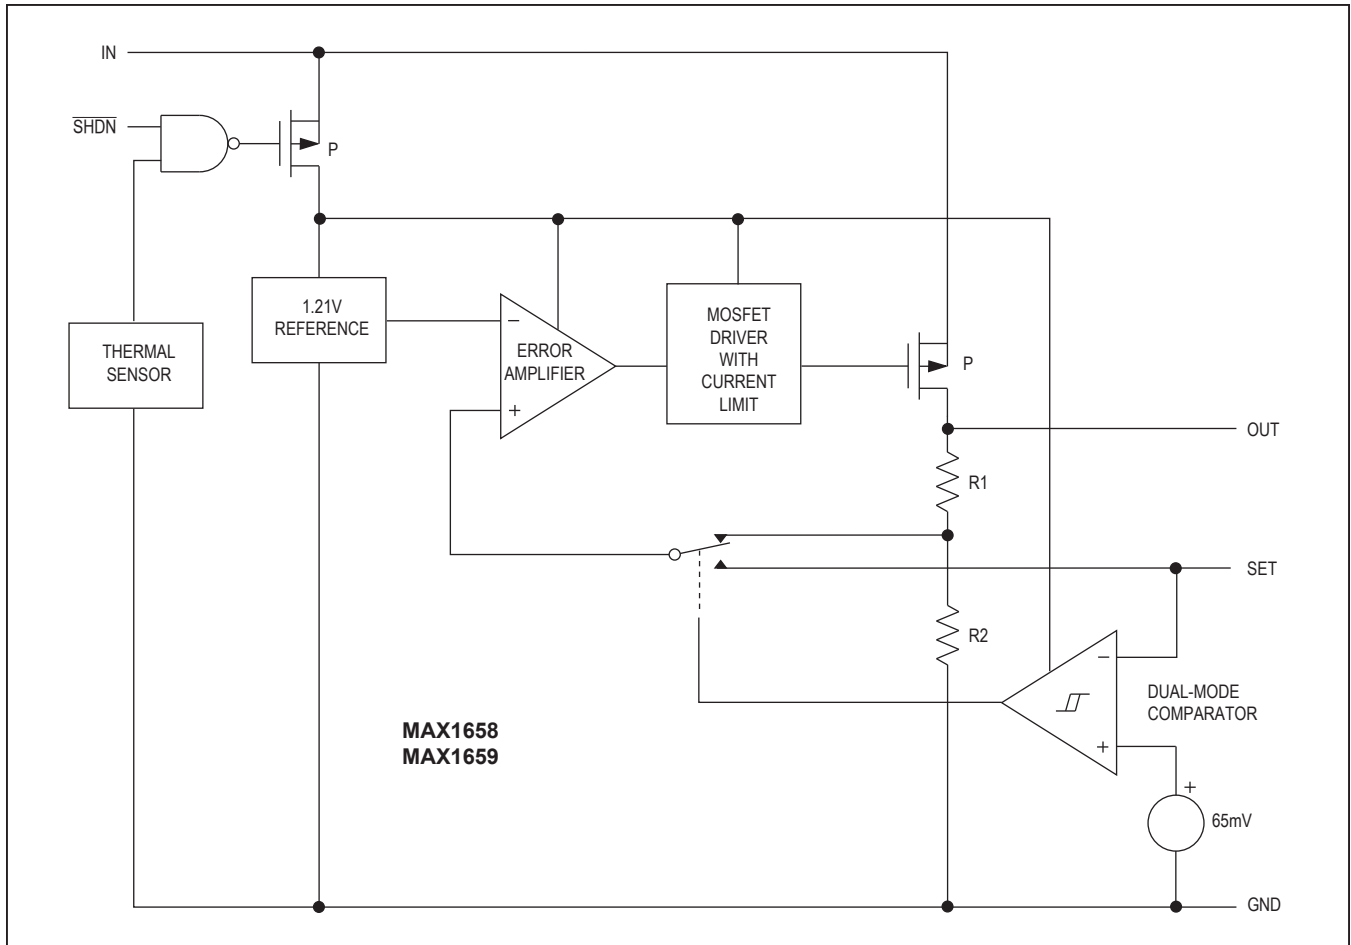 IN
SHDN
P
1.21V
REFERENCE
THERMAL
SENSOR
−
ERROR
AMPLIFIER
+
MOSFET
DRIVER
WITH
CURRENT
LIMIT
P
OUT
R1
SET
R2
−
DUAL-MODE
COMPARATOR
+
MAX1658
MAX1659
+
65mV
GND